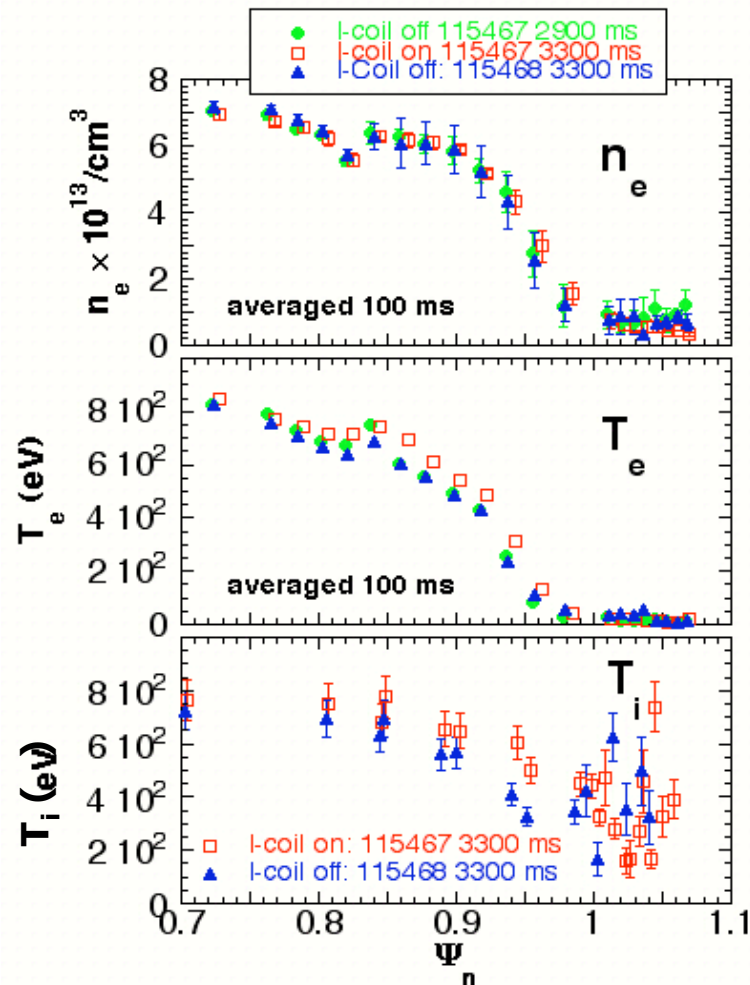 I-coil off 115467 2900 ms
I-coil on 115467 3300 ms
I-Coil off: 115468 3300 ms
8
6
4
2
0
n_e × 10^13/cm^3
n_e
averaged 100 ms
8 10^2
6 10^2
4 10^2
2 10^2
0
T_e (eV)
T_e
averaged 100 ms
8 10^2
6 10^2
4 10^2
2 10^2
0
T_i (eV)
T_i
I-coil on: 115467 3300 ms
I-coil off: 115468 3300 ms
0.7 0.8 0.9 1 1.1
Ψ_n